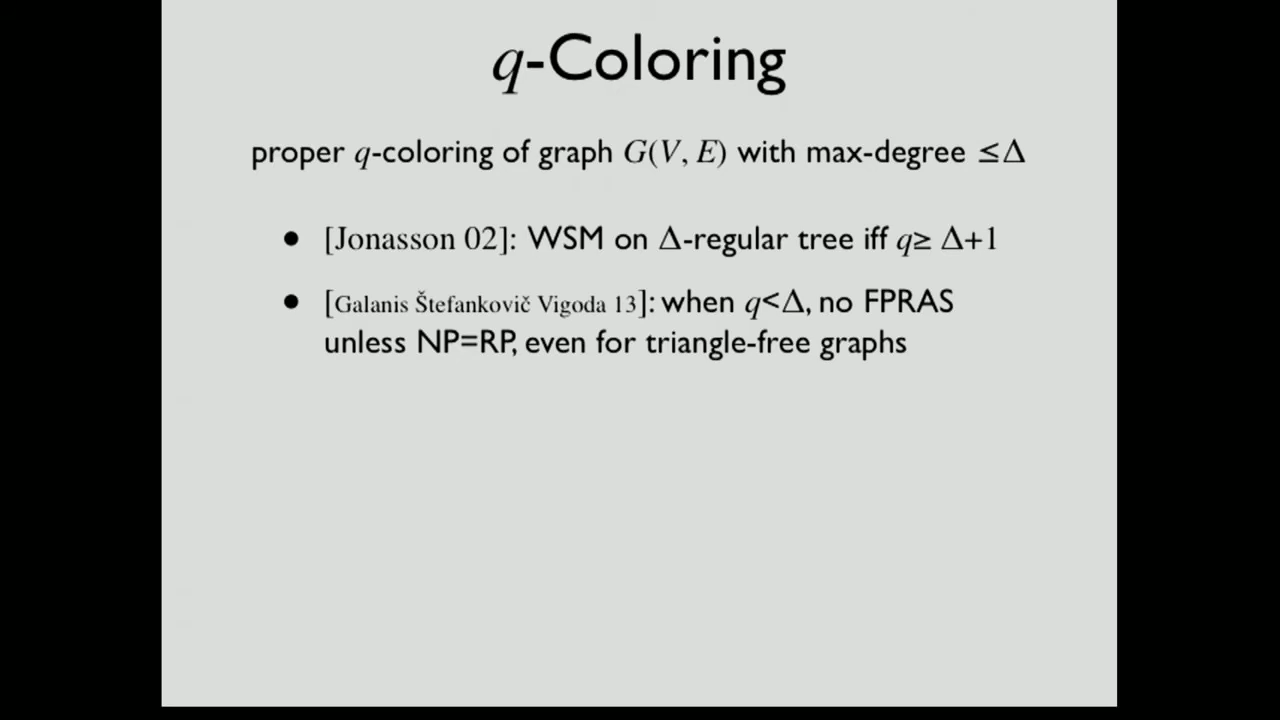 q-Coloring
proper q-coloring of graph G(V, E) with max-degree ≤Δ
• [Jonasson 02]: WSM on Δ-regular tree iff q≥ Δ+1
• [Galanis Štefankovič Vigoda 13]: when q<Δ, no FPRAS
unless NP=RP, even for triangle-free graphs